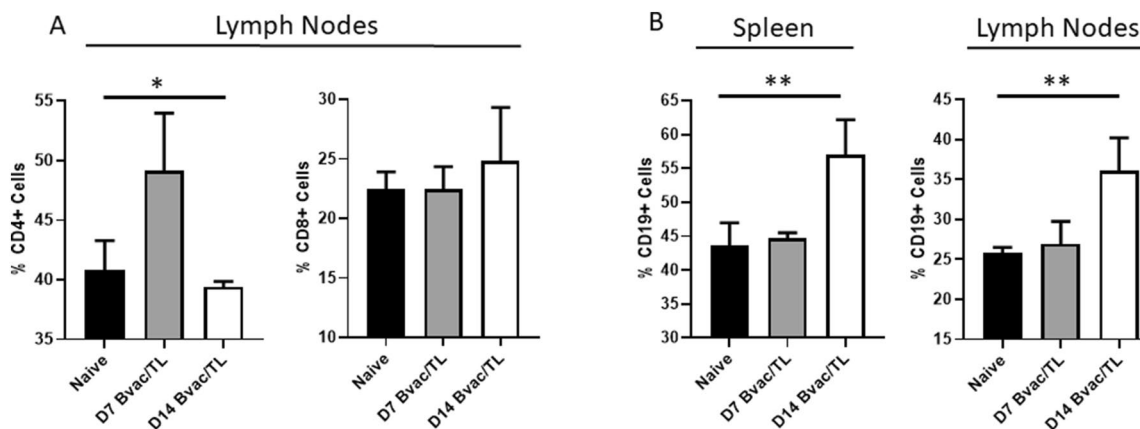 A
Lymph Nodes
*
% CD4+ Cells
55
50
45
40
35
Naive
D7 Bvac/TL
D14 Bvac/TL
% CD8+ Cells
30
25
20
15
10
Naive
D7 Bvac/TL
D14 Bvac/TL
B
Spleen
**
% CD19+ Cells
65
60
55
50
45
40
35
30
Naive
D7 Bvac/TL
D14 Bvac/TL
Lymph Nodes
**
% CD19+ Cells
45
40
35
30
25
20
15
Naive
D7 Bvac/TL
D14 Bvac/TL